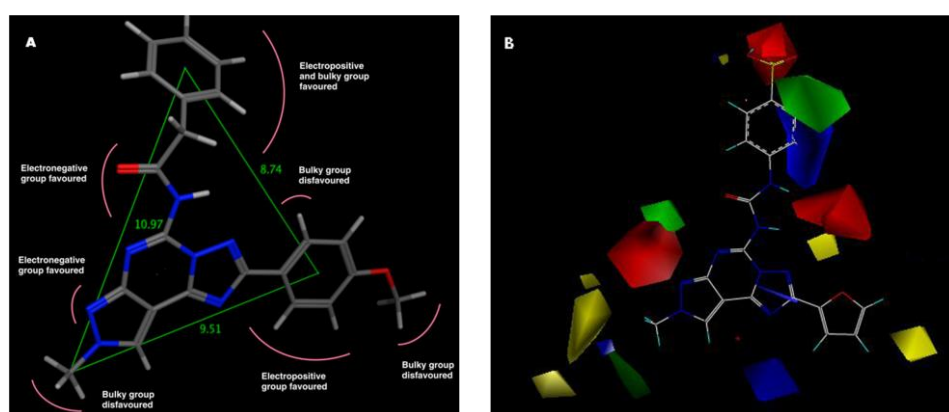 A
Electropositive
and bulky group
favoured
Electronegative
group favoured
8.74
Bulky group
disfavoured
10.97
Electronegative
group favoured
9.51
Electropositive
group favoured
Bulky group
disfavoured
Bulky group
disfavoured
B